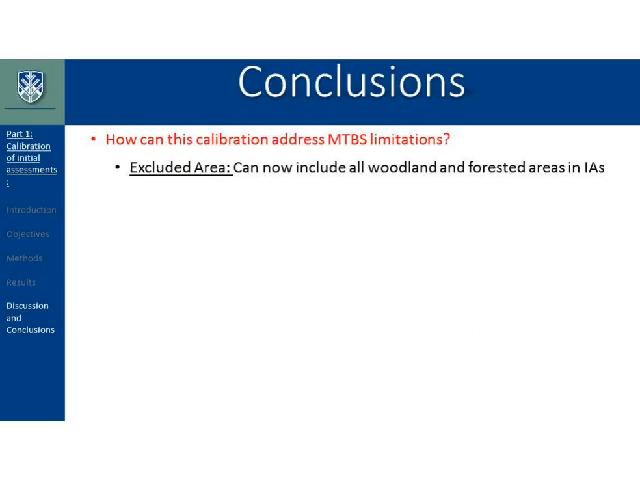 Conclusions
Part 1:
Calibration
of initial
assessments
:
Introduction
Objectives
Methods
Results
Discussion
and
Conclusions
• How can this calibration address MTBS limitations?
• Excluded Area: Can now include all woodland and forested areas in IAs